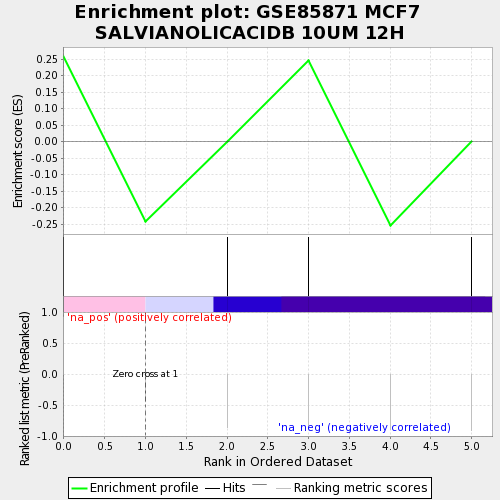 Enrichment plot: GSE85871 MCF7
SALVIANOLICACIDB 10UM 12H
Enrichment score (ES)
0.25
0.20
0.15
0.10
0.05
0.00
-0.05
-0.10
-0.15
-0.20
-0.25
Ranked list metric (PreRanked)
1.0
0.5
0.0
-0.5
-1.0
'na_pos' (positively correlated)
Zero cross at 1
'na_neg' (negatively correlated)
0.0 0.5 1.0 1.5 2.0 2.5 3.0 3.5 4.0 4.5 5.0
Rank in Ordered Dataset
Enrichment profile Hits Ranking metric scores